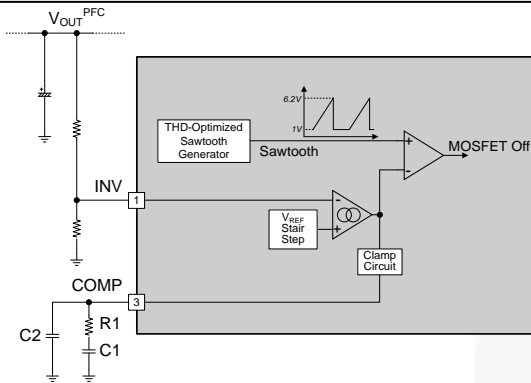 VOUT PFC
6.2V
1V
THD-Optimized
Sawtooth
Generator
Sawtooth
MOSFET Off
INV
1
VREF
Stair
Step
Clamp
Circuit
COMP
3
R1
C2
C1